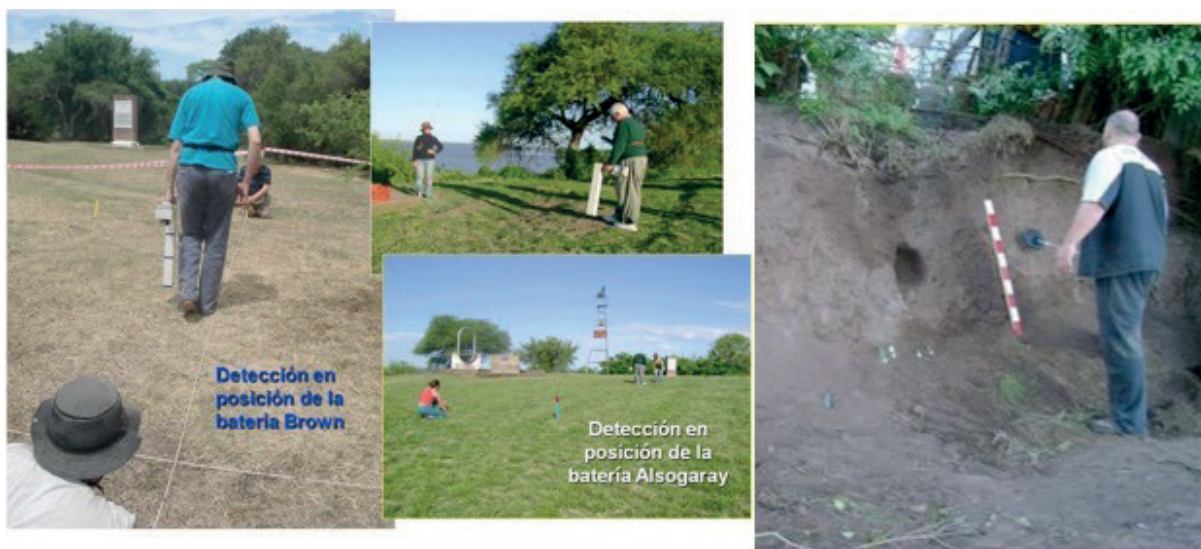 Detección en
posición de la
batería Brown
Detección en
posición de la
batería Alsogaray